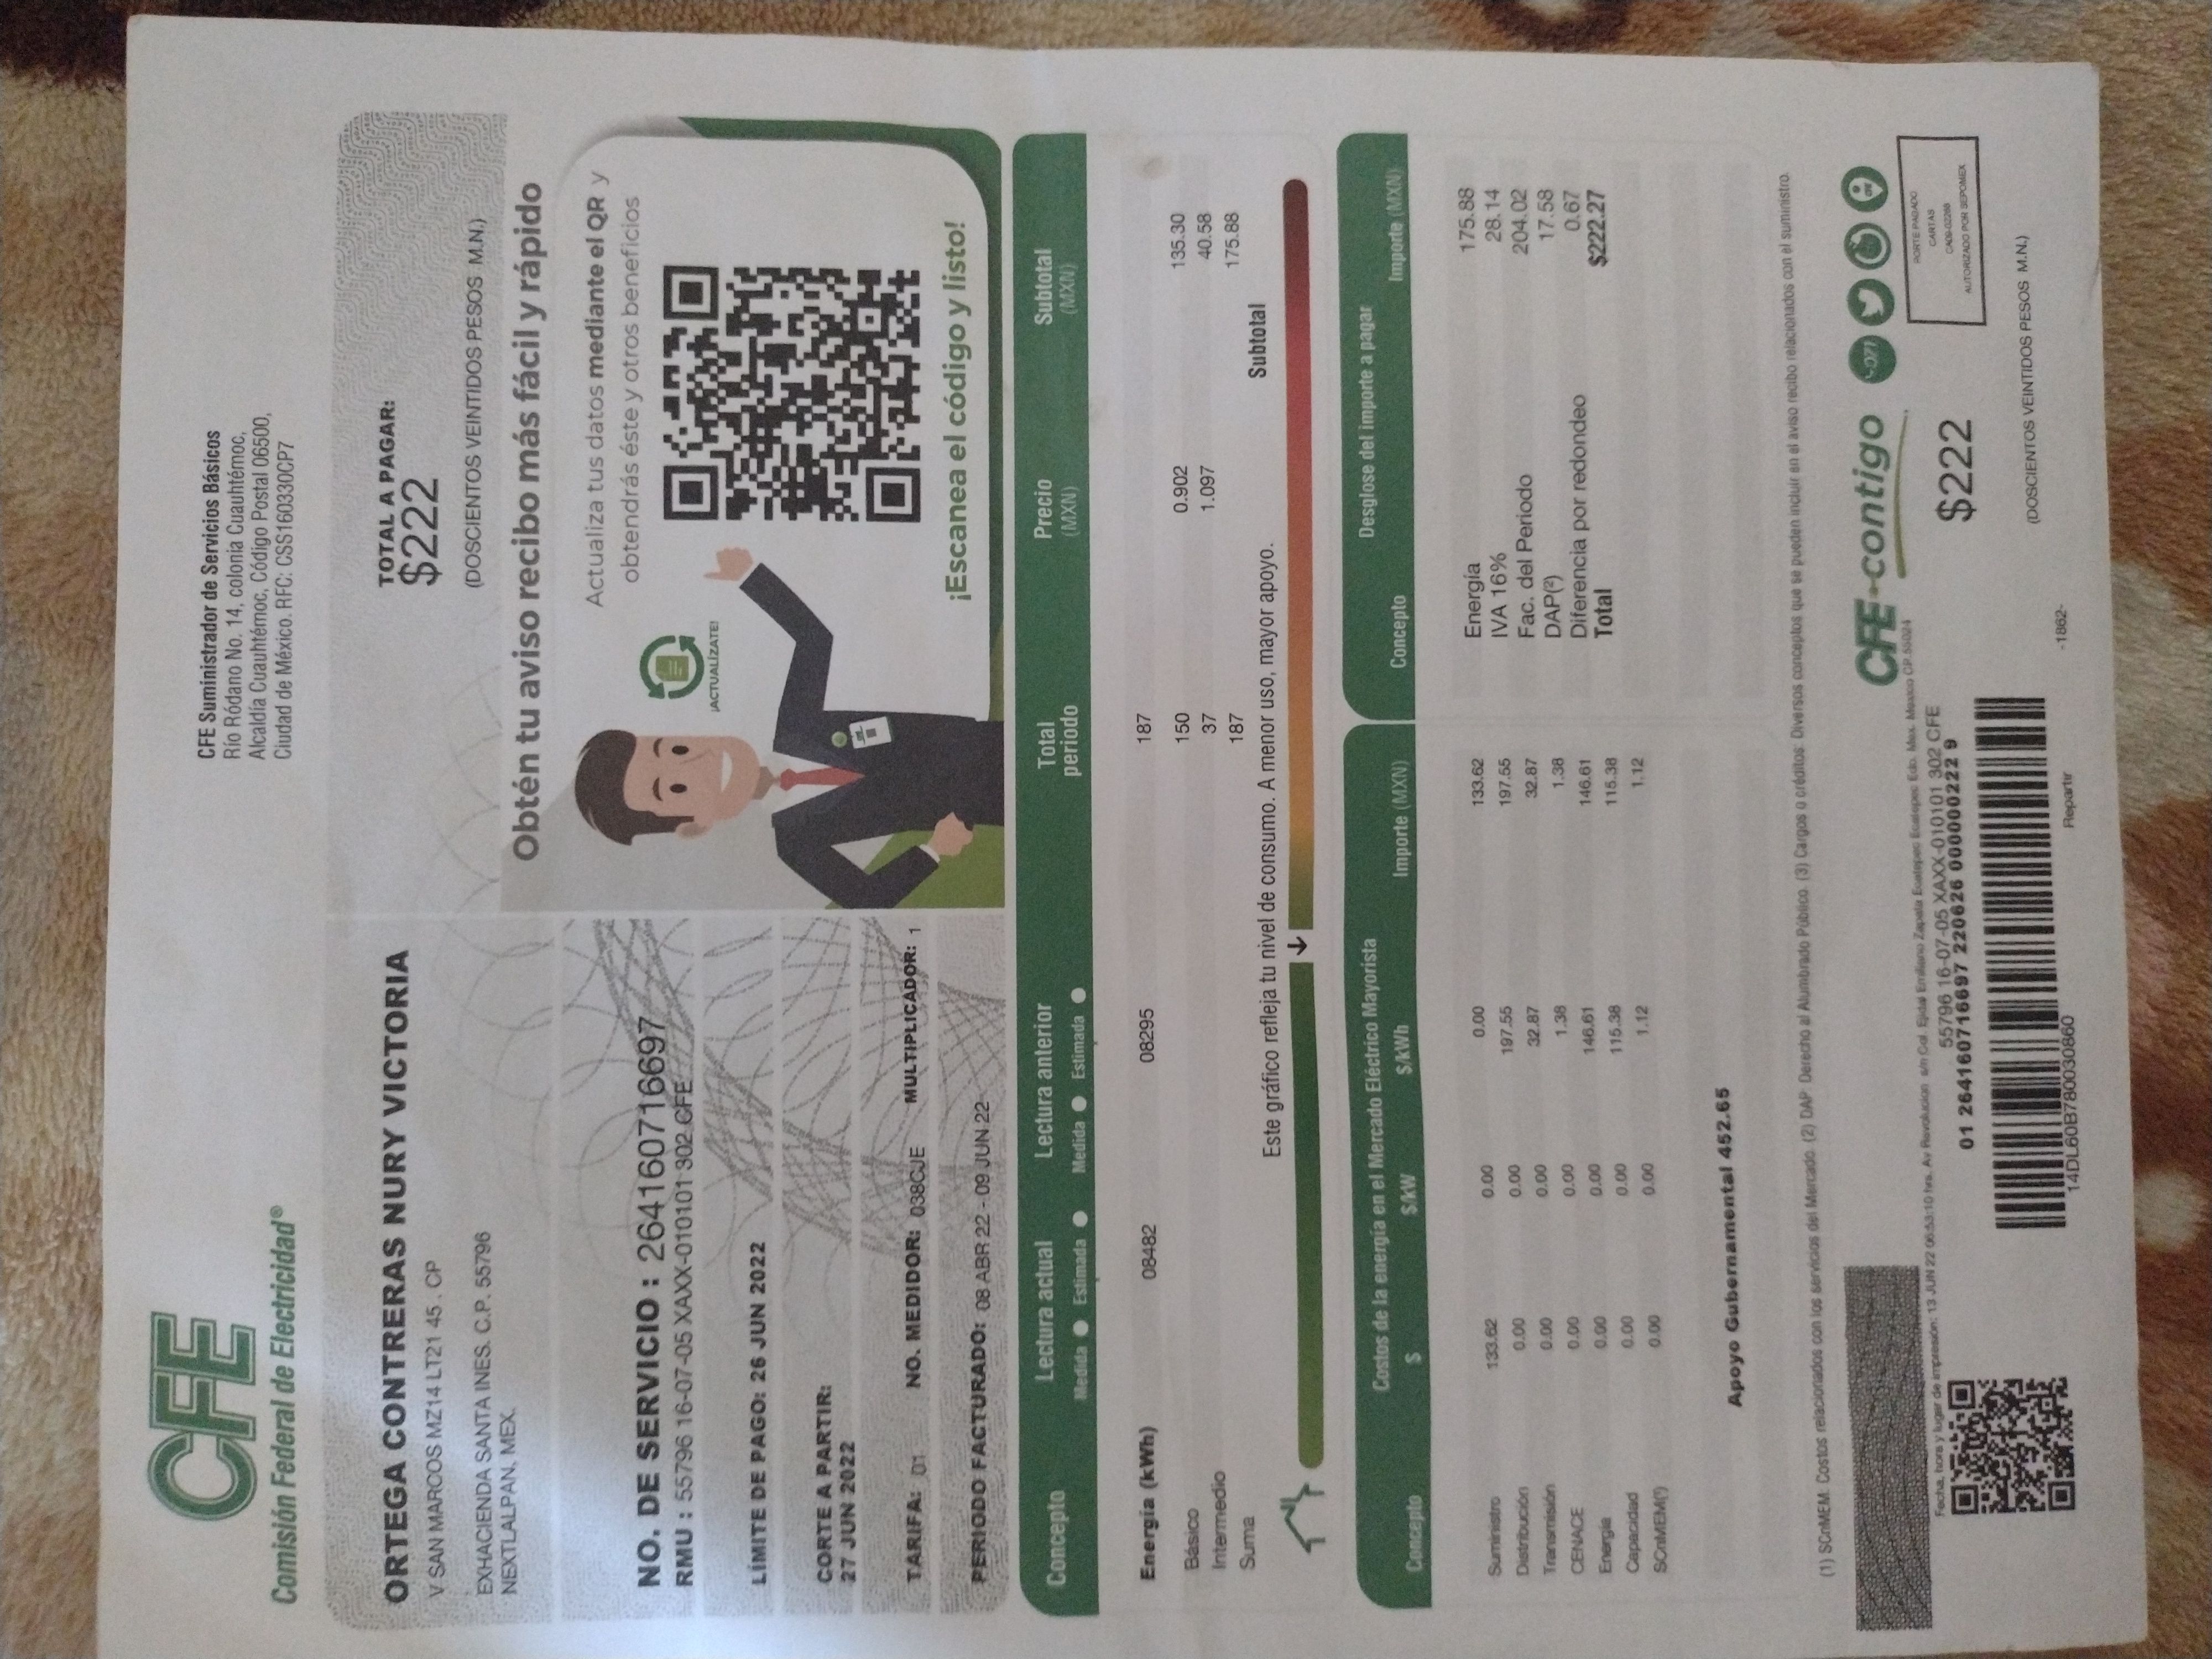 CFE
Comisión Federal de Electricidad®
CFE Suministrador de Servicios Básicos
Río Ródano No. 14, colonia Cuauhtémoc,
Alcaldía Cuauhtémoc, Código Postal 06500,
Ciudad de México. RFC: CSS160330CP7
ORTEGA CONTRERAS NURY VICTORIA
V SAN MARCOS MZ14 LT21 45 . CP
EXHACIENDA SANTA INES. C.P. 55796
NEXTLALPAN, MEX.
TOTAL A PAGAR:
$222
(DOSCIENTOS VEINTIDOS PESOS M.N.)
NO. DE SERVICIO : 264160716697
RMU : 55796 16-07-05 XAXX-010101 302 CFE
LÍMITE DE PAGO: 26 JUN 2022
CORTE A PARTIR:
27 JUN 2022
TARIFA: 01 NO. MEDIDOR: 038CJE MULTIPLICADOR: 1
PERIODO FACTURADO: 08 ABR 22 - 09 JUN 22
Obtén tu aviso recibo más fácil y rápido
Actualiza tus datos mediante el QR y
obtendrás éste y otros beneficios
¡ACTUALÍZATE!
¡Escanea el código y listo!
Concepto Lectura actual Lectura anterior Total periodo Precio (MXN) Subtotal (MXN)
Medida Estimada Medida Estimada
Energía (kWh) 08482 08295 187
Básico 150 0.902 135.30
Intermedio 37 1.097 40.58
Suma 187 175.88
Subtotal
Este gráfico refleja tu nivel de consumo. A menor uso, mayor apoyo.
Costos de la energía en el Mercado Eléctrico Mayorista
Concepto $ $/kW $/kWh Importe (MXN)
Suministro 133.62 0.00 0.00 133.62
Distribución 0.00 0.00 197.55 197.55
Transmisión 0.00 0.00 32.87 32.87
CENACE 0.00 0.00 1.38 1.38
Energía 0.00 0.00 146.61 146.61
Capacidad 0.00 0.00 115.38 115.38
SCnMEM(¹) 0.00 0.00 1.12 1.12
Desglose del importe a pagar
Concepto Importe (MXN)
Energía 175.88
IVA 16% 28.14
Fac. del Periodo 204.02
DAP(²) 17.58
Diferencia por redondeo 0.67
Total $222.27
Apoyo Gubernamental 452.65
(1) SCnMEM. Costos relacionados con los servicios del Mercado. (2) DAP. Derecho al Alumbrado Público. (3) Cargos o créditos: Diversos conceptos que se pueden incluir en el aviso recibo relacionados con el suministro.
CFE-contigo
071
Fecha, hora y lugar de impresión: 13 JUN 22 06:53:10 hrs. Av Revolucion s/n Col. Ejidal Emiliano Zapata Ecatepec Ecatepec Edo. Mex. Mexico CP.55024
55796 16-07-05 XAXX-010101 302 CFE
01 264160716697 220626 000000222 9
14DL60B780030860
Repartir
-1862-
$222
(DOSCIENTOS VEINTIDOS PESOS M.N.)
PORTE PAGADO
CARTAS
CA09-02298
AUTORIZADO POR SEPOMEX